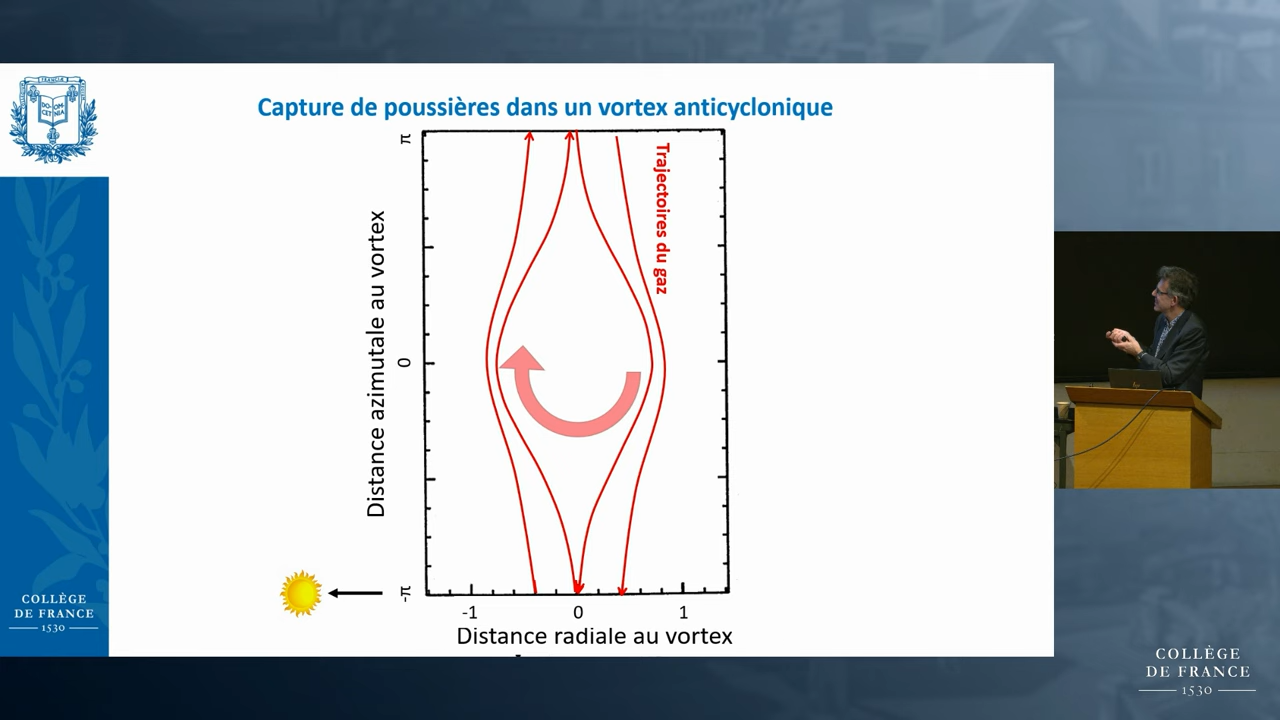 Capture de poussières dans un vortex anticyclonique
π
Distance azimutale au vortex
0
-π
Trajectoires du gaz
-1
0
1
Distance radiale au vortex
COLLÈGE
DE FRANCE
1530
COLLÈGE
DE FRANCE
1530